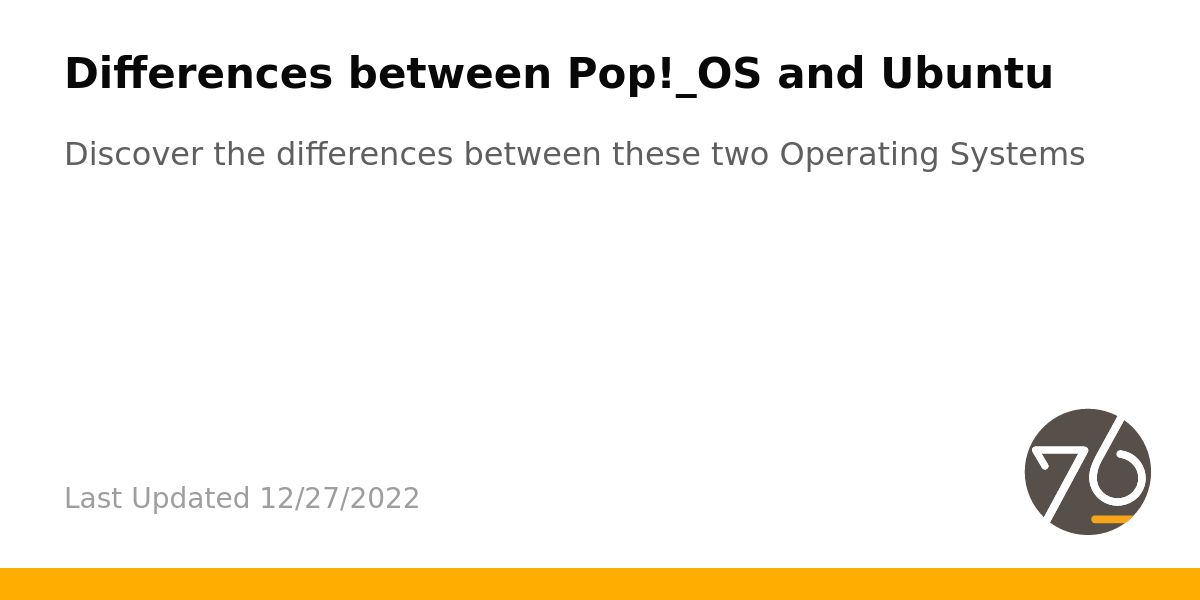 Differences between Pop!_OS and Ubuntu
Discover the differences between these two Operating Systems
Last Updated 12/27/2022
76